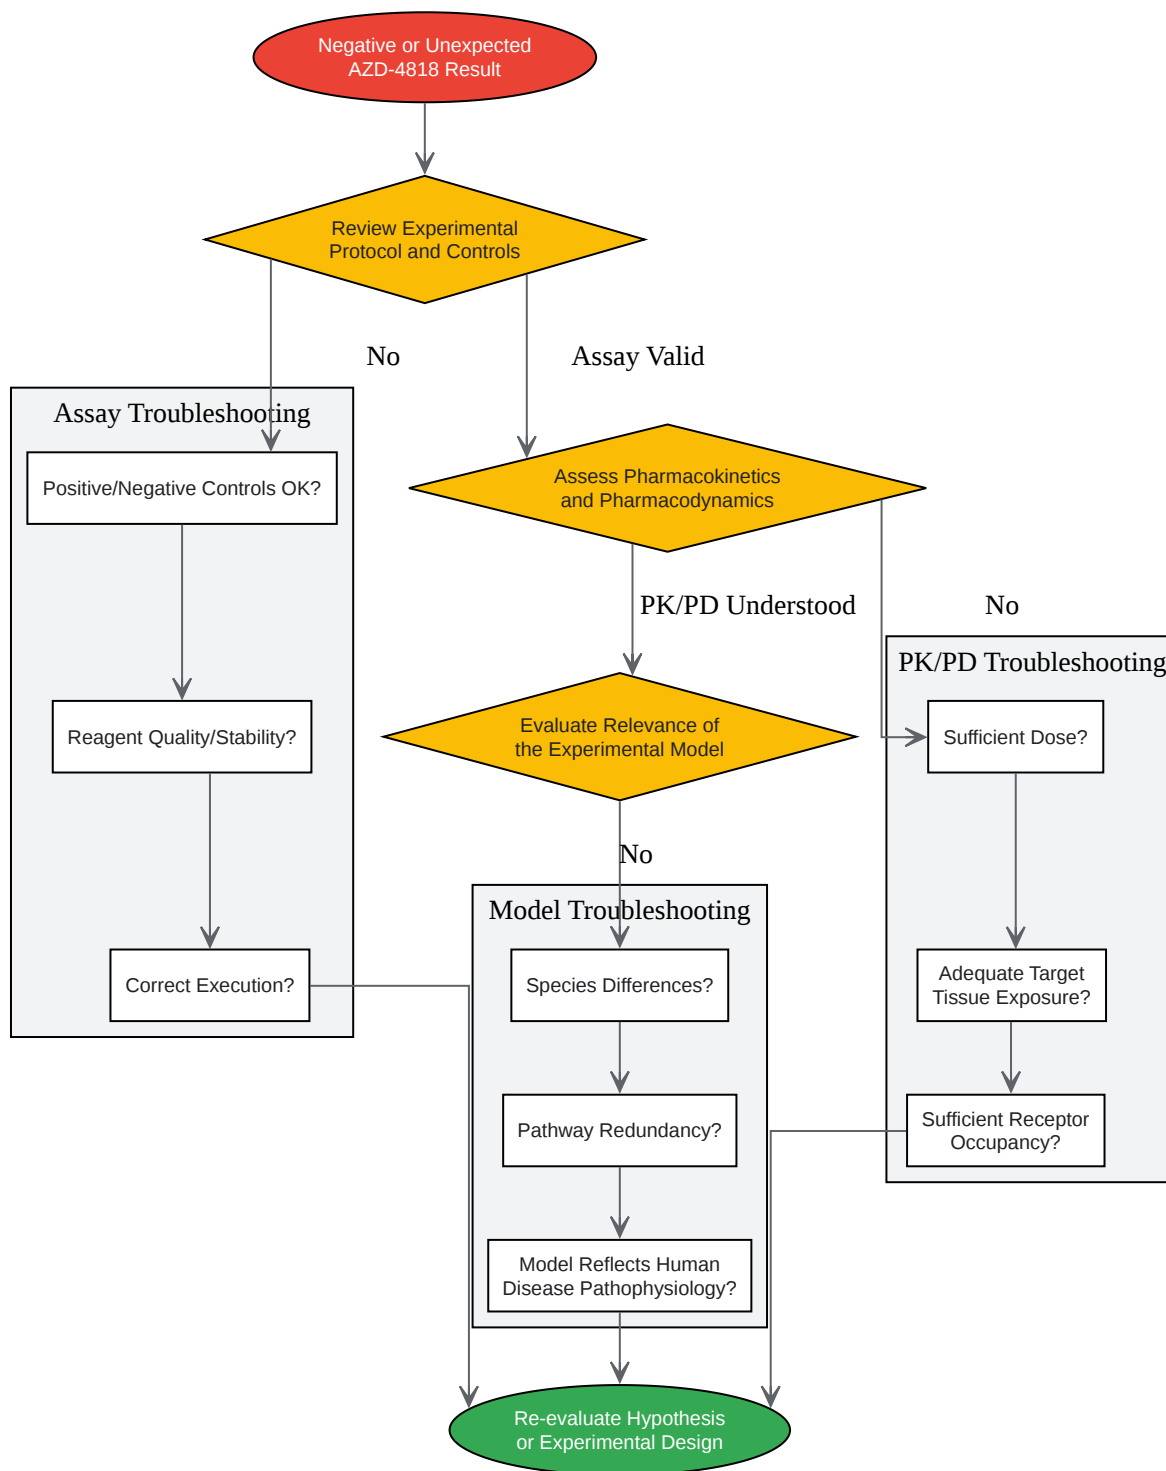 Negative or Unexpected
AZD-4818 Result
Review Experimental
Protocol and Controls
No
Assay Valid
Assay Troubleshooting
Positive/Negative Controls OK?
Assess Pharmacokinetics
and Pharmacodynamics
PK/PD Understood
No
PK/PD Troubleshooting
Reagent Quality/Stability?
Evaluate Relevance of
the Experimental Model
Sufficient Dose?
No
Model Troubleshooting
Correct Execution?
Species Differences?
Adequate Target
Tissue Exposure?
Pathway Redundancy?
Sufficient Receptor
Occupancy?
Model Reflects Human
Disease Pathophysiology?
Re-evaluate Hypothesis
or Experimental Design